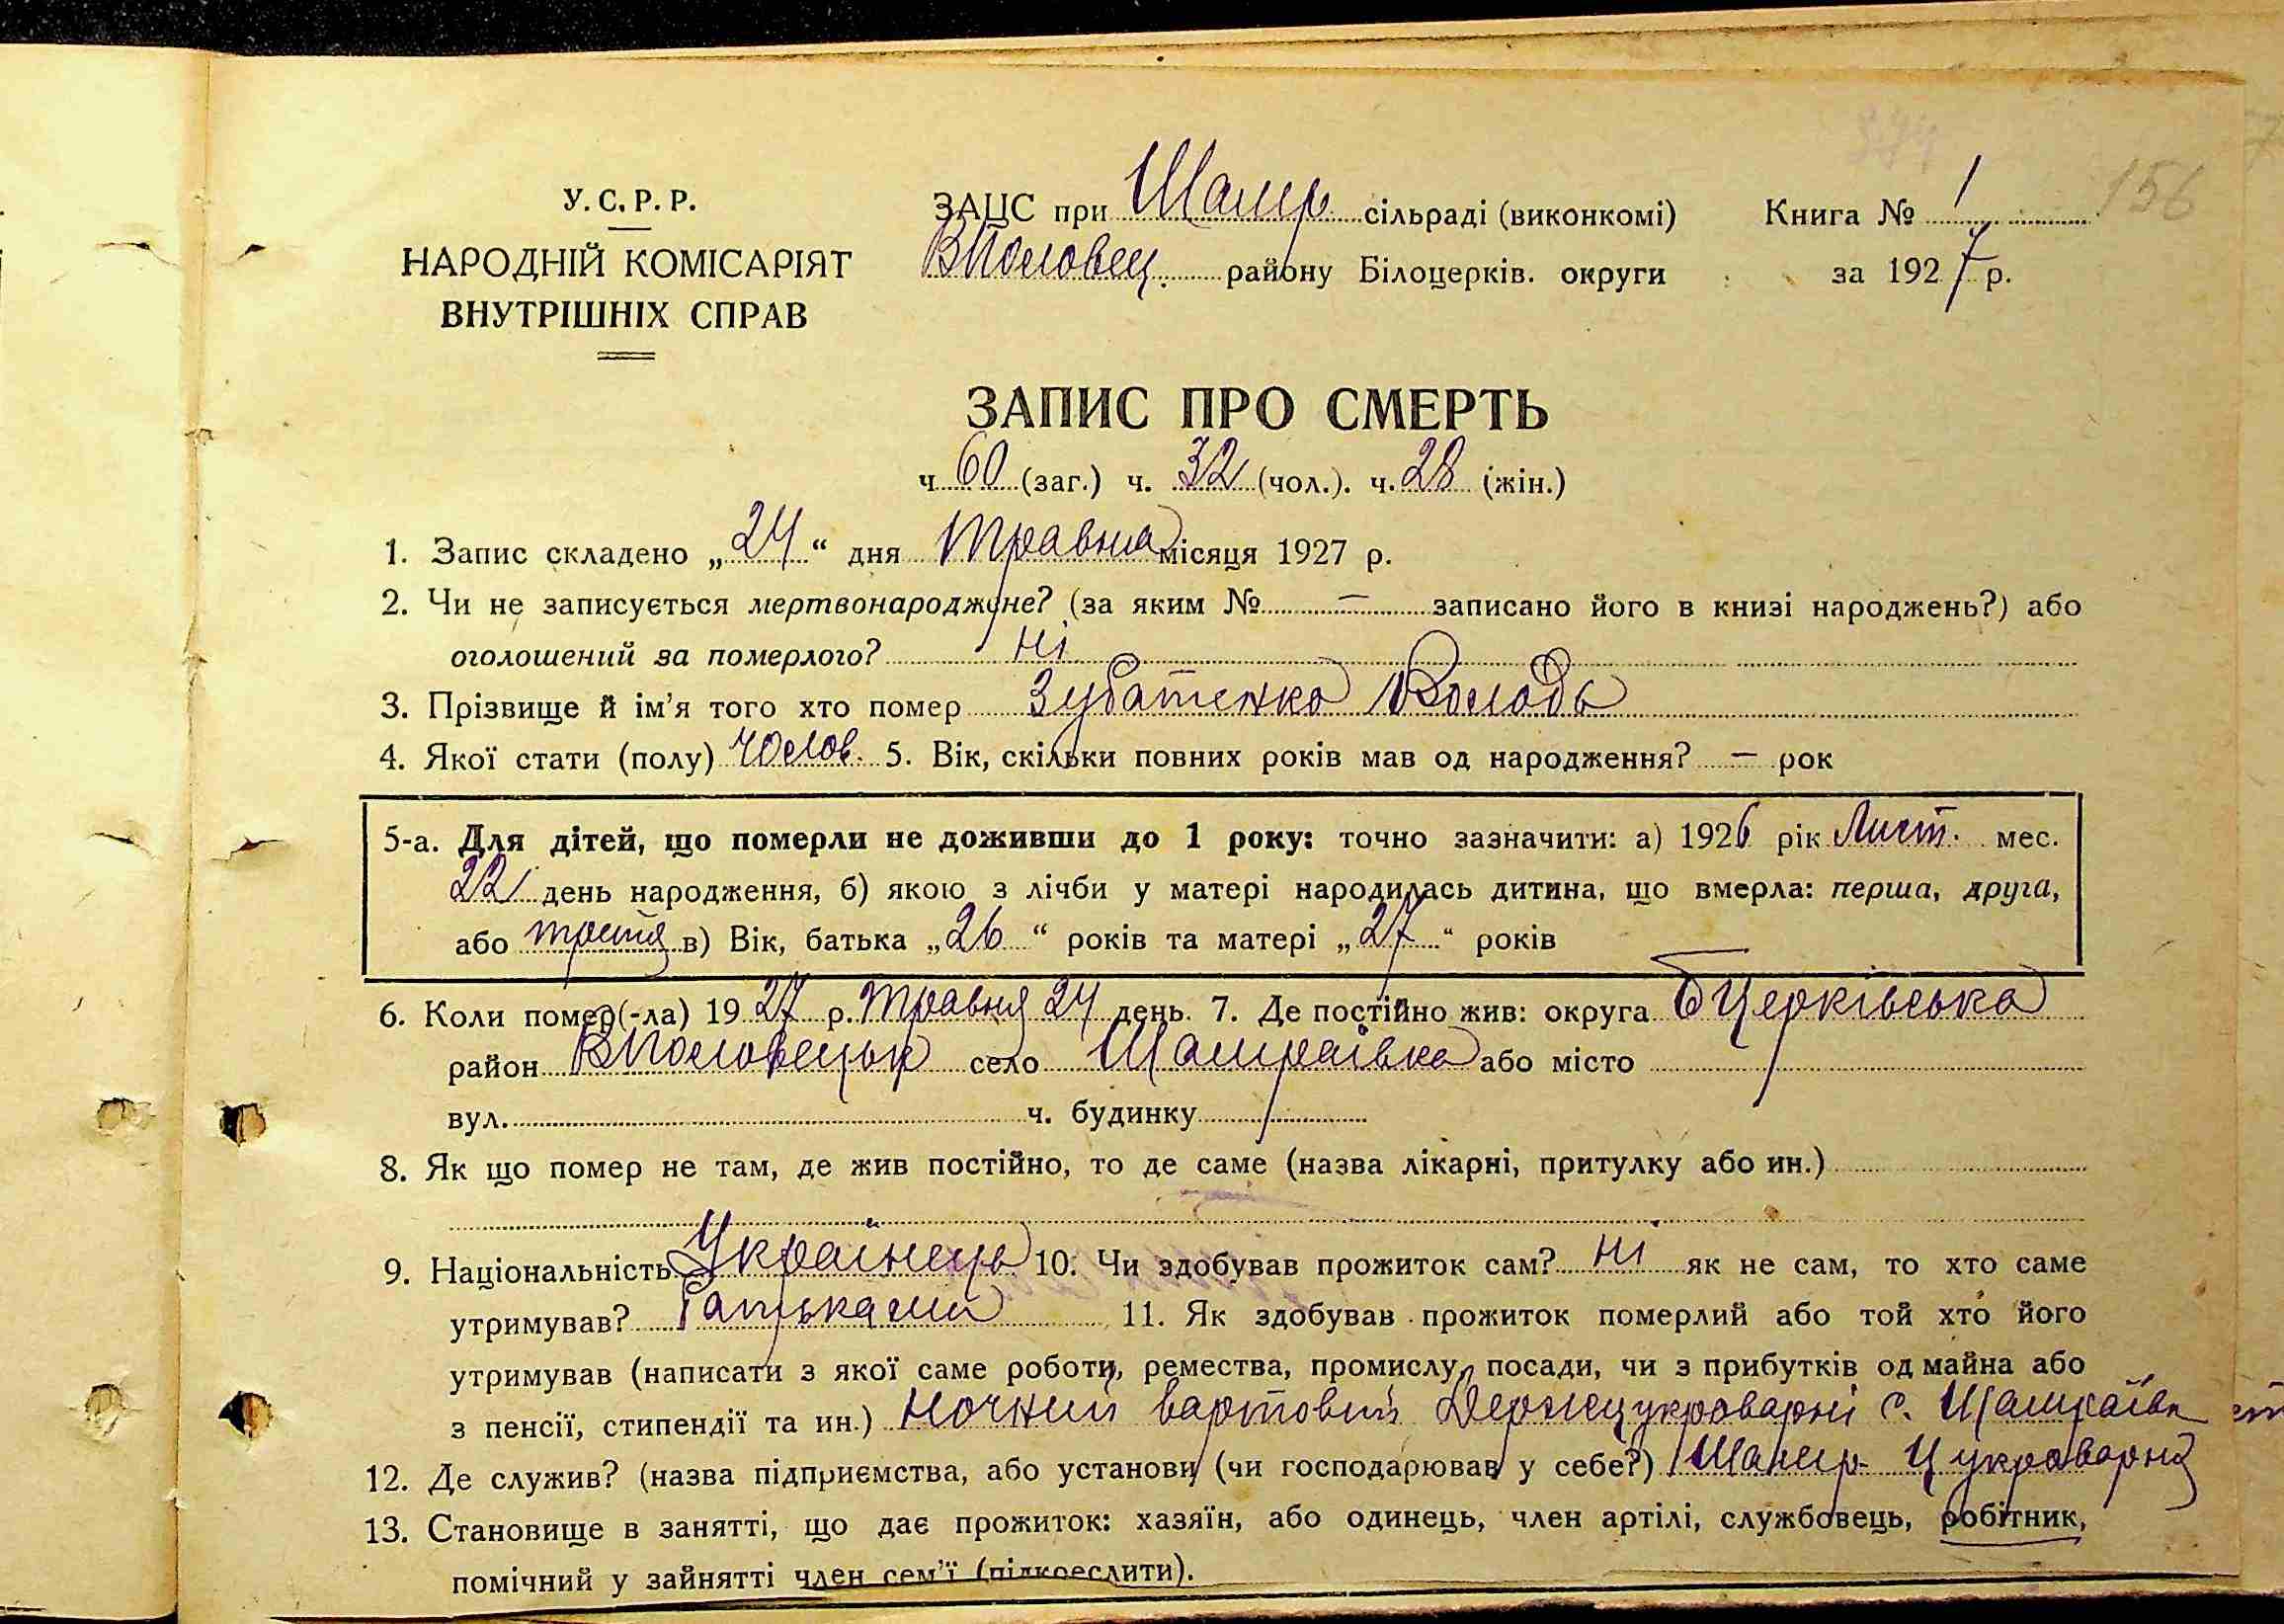 156
У.С.Р.Р.
НАРОДНІЙ КОМІСАРІЯТ
ВНУТРІШНІХ СПРАВ
ЗАЦС при Шамр сільраді (виконкомі) Книга № 1
ВПоловец. району Білоцерків. округи за 1927 р.
ЗАПИС ПРО СМЕРТЬ
ч. 60 (заг.) ч. 32 (чол.). ч. 28 (жін.)
1. Запис складено „24“ дня Травня місяця 1927 р.
2. Чи не записується мертвонароджене? (за яким № — записано його в книзі народжень?) або
оголошений за померлого? ні
3. Прізвище й ім'я того хто помер Зубатенко Володь
4. Якої стати (полу) Чолов. 5. Вік, скільки повних років мав од народження? — рок
5-а. Для дітей, що померли не доживши до 1 року: точно зазначити: а) 1926 рік Лист. мес.
22 день народження, б) якою з лічби у матері народилась дитина, що вмерла: перша, друга,
або третя в) Вік, батька „26“ років та матері „27“ років
6. Коли помер(-ла) 1927 р. Травня 24 день. 7. Де постійно жив: округа БЦерківська
район ВПоловецьк село Шамраївка або місто
вул. ч. будинку
8. Як що помер не там, де жив постійно, то де саме (назва лікарні, притулку або ин.)
9. Національність Українець 10. Чи здобував прожиток сам? ні як не сам, то хто саме
утримував? Батьками 11. Як здобував прожиток померлий або той хто його
утримував (написати з якої саме роботи, ремества, промислу, посади, чи з прибутків од майна або
з пенсії, стипендії та ин.) Ночний вартовий Держцукроварні с. Шамраївк
12. Де служив? (назва підприємства, або установи (чи господарював у себе?) Шамр. Цукроварня
13. Становище в занятті, що дає прожиток: хазяїн, або одинець, член артілі, службовець, робітник,
помічний у зайнятті член сем'ї (підкреслити).